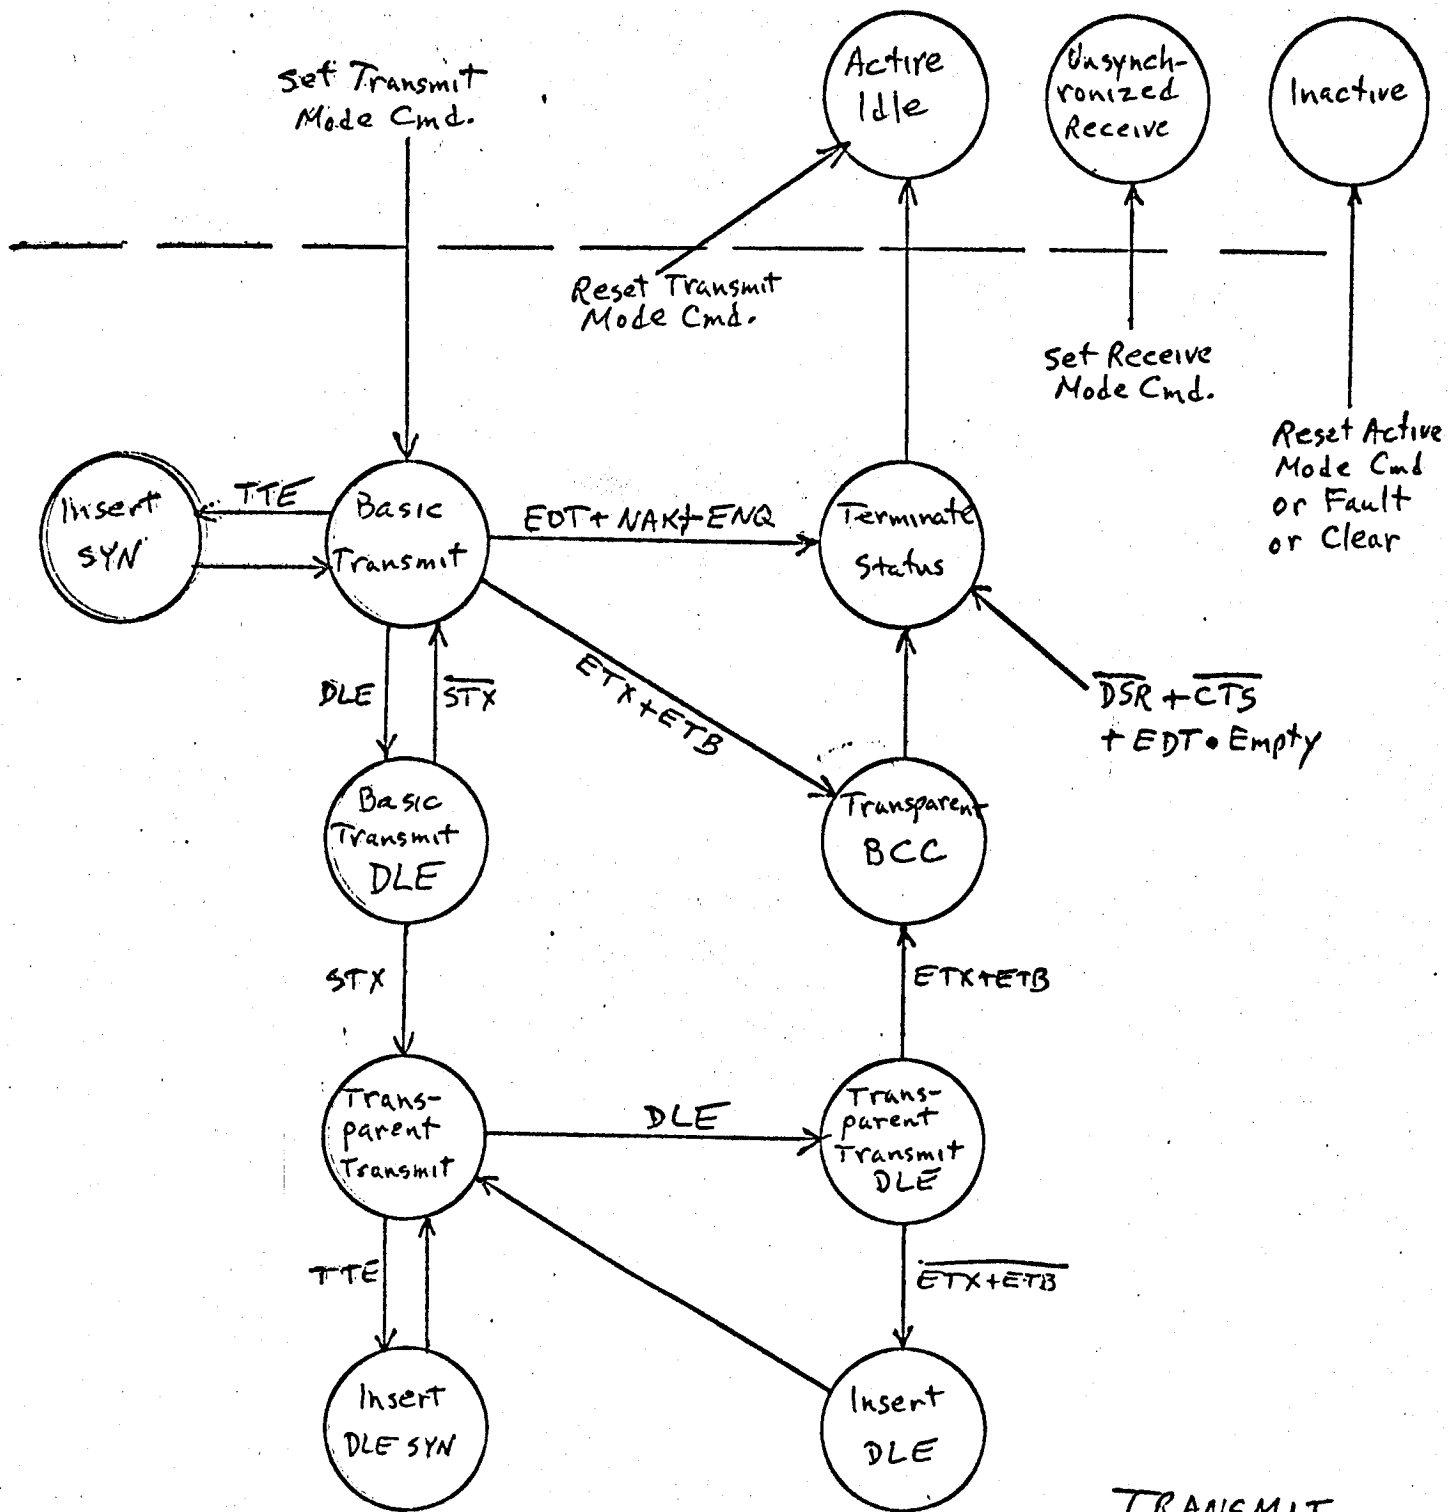 Set Transmit
Mode Cmd.
Active
Idle
Unsynch-
ronized
Receive
Inactive
Reset Transmit
Mode Cmd.
Set Receive
Mode Cmd.
Reset Active
Mode Cmd
or Fault
or Clear
Insert
SYN
TTE
Basic
Transmit
EOT + NAK + ENQ
Terminate
Status
DLE
STX
ETX + ETB
DSR + CTS
+ EOT • Empty
Basic
Transmit
DLE
Transparent
BCC
STX
ETX + ETB
Trans-
parent
Transmit
DLE
Trans-
parent
Transmit
DLE
TTE
ETX + ETB
Insert
DLE SYN
Insert
DLE
TRANSMIT